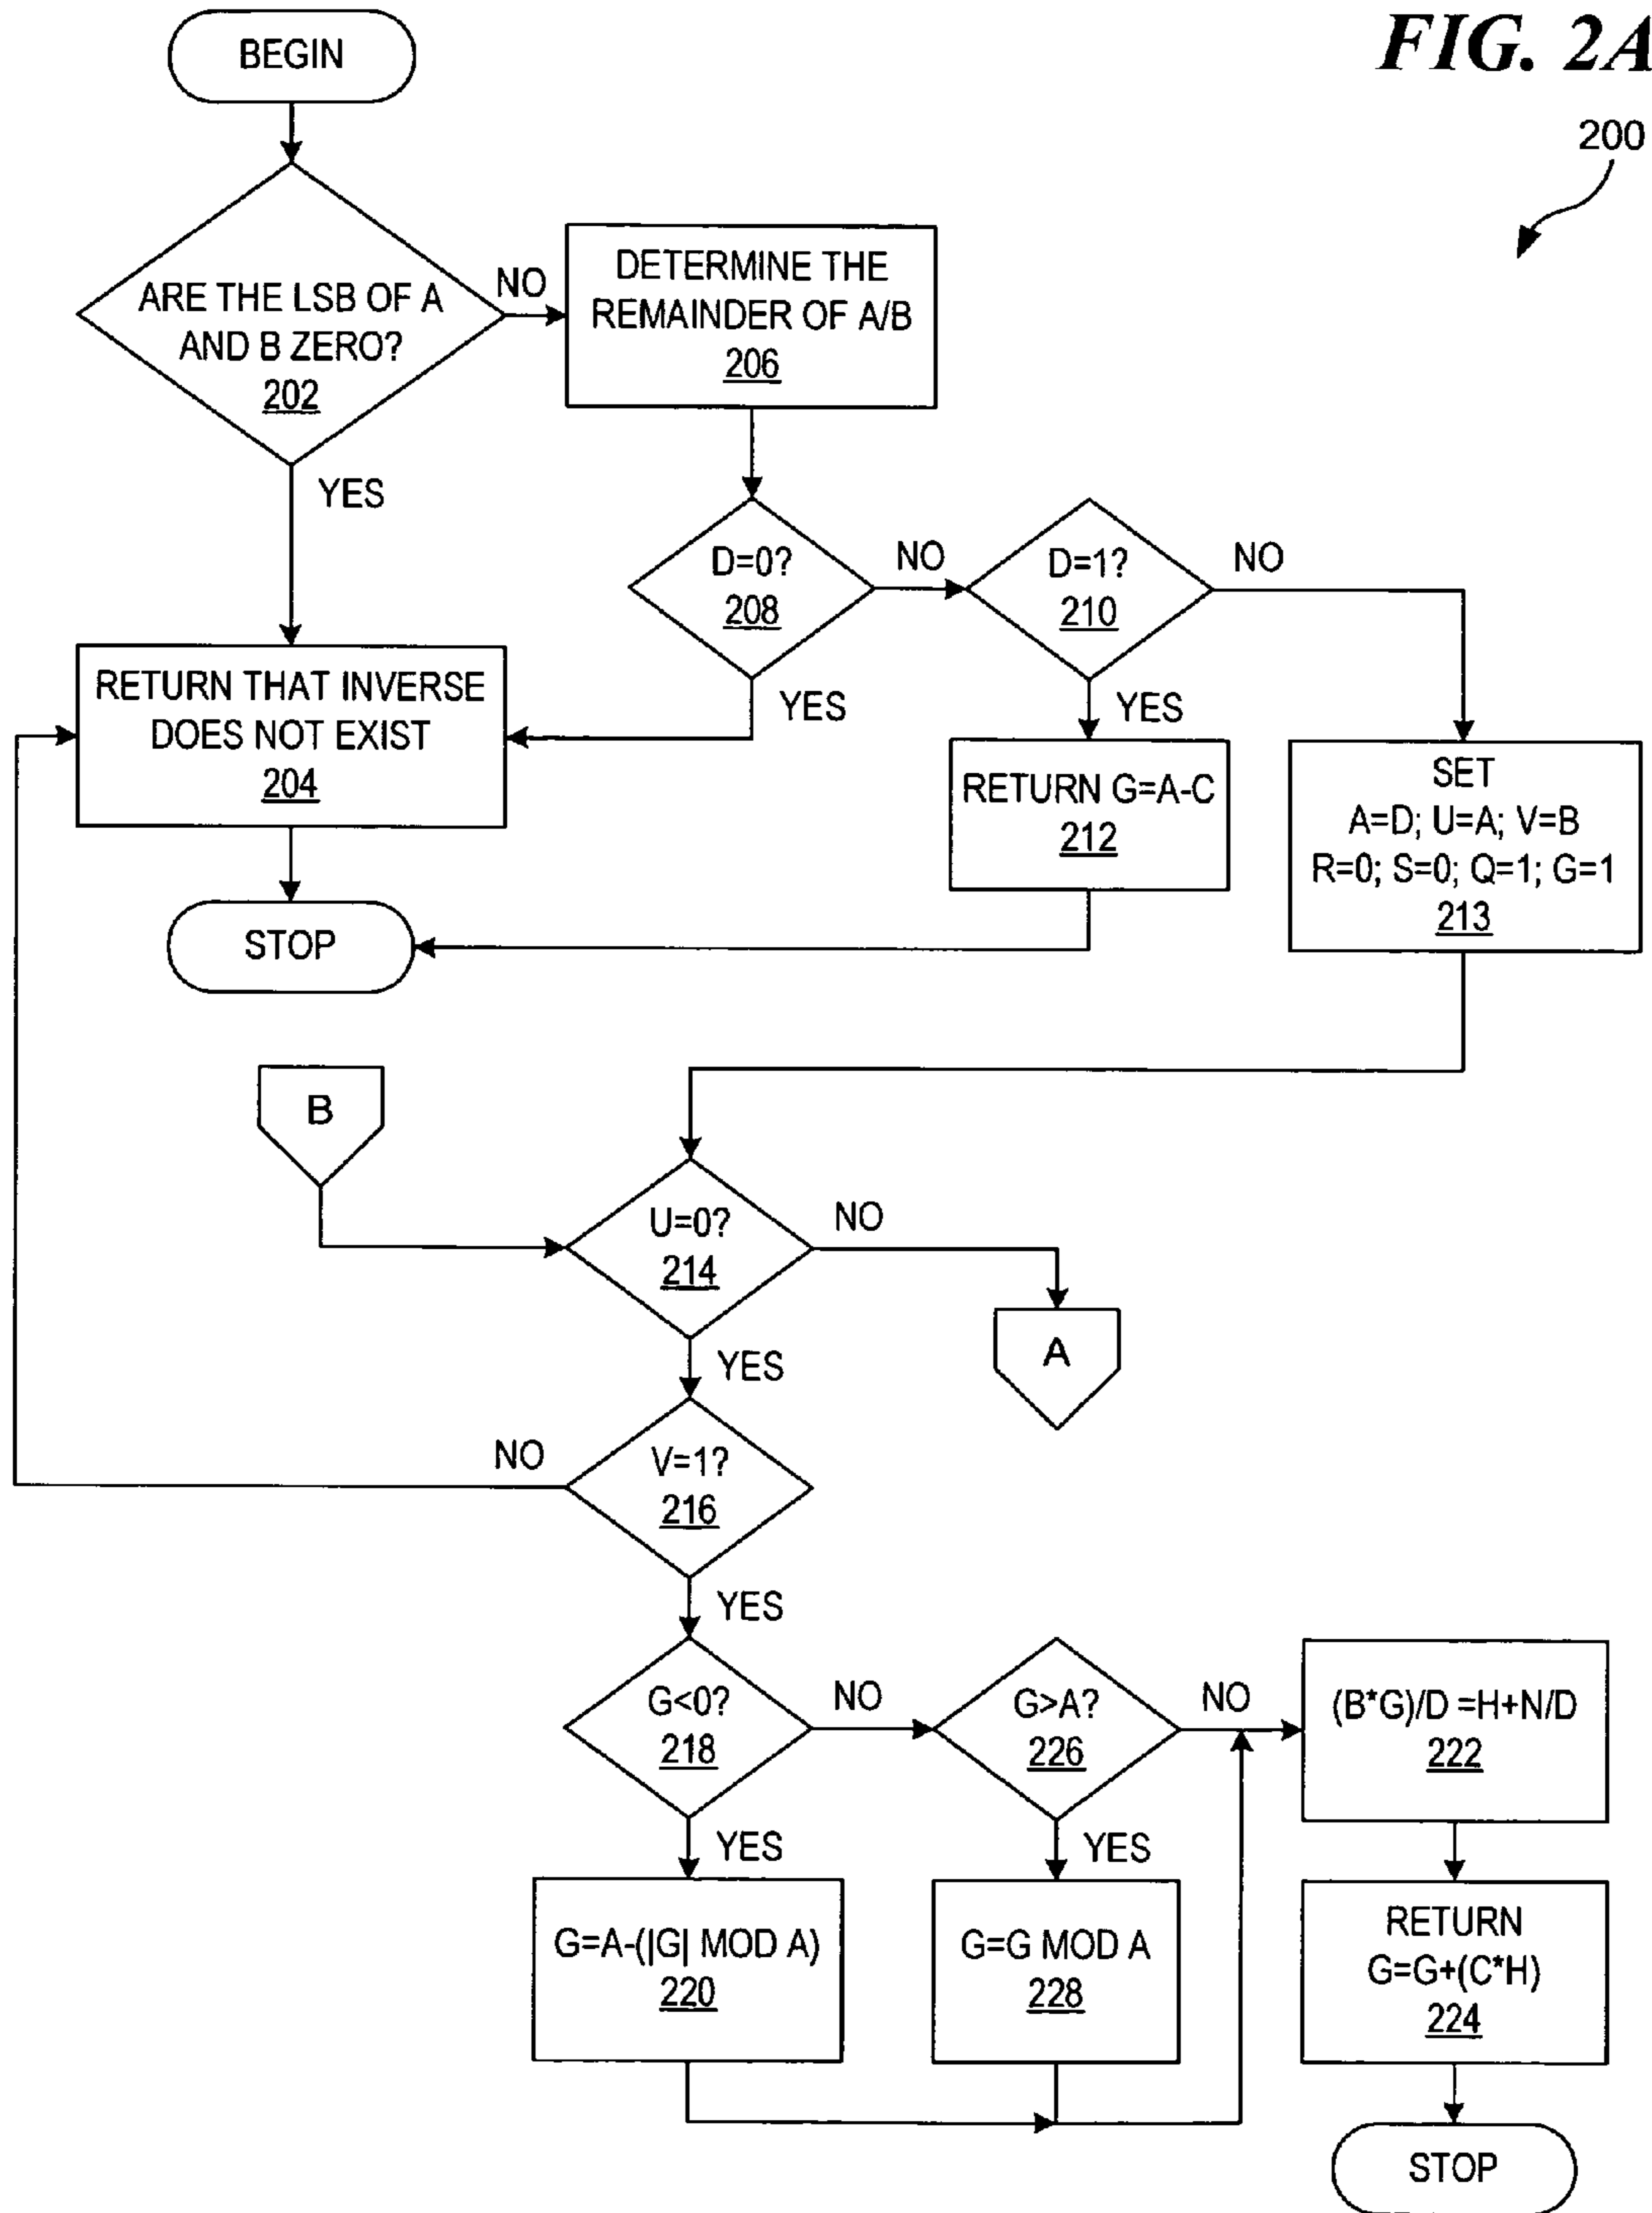 FIG. 2A
200
BEGIN
ARE THE LSB OF A
AND B ZERO?
202
NO
YES
DETERMINE THE
REMAINDER OF A/B
206
D=0?
208
NO
YES
D=1?
210
NO
YES
RETURN THAT INVERSE
DOES NOT EXIST
204
RETURN G=A-C
212
SET
A=D; U=A; V=B
R=0; S=0; Q=1; G=1
213
STOP
B
U=0?
214
NO
YES
A
V=1?
216
NO
YES
G<0?
218
NO
YES
G>A?
226
NO
YES
(B*G)/D =H+N/D
222
G=A-(|G| MOD A)
220
G=G MOD A
228
RETURN
G=G+(C*H)
224
STOP